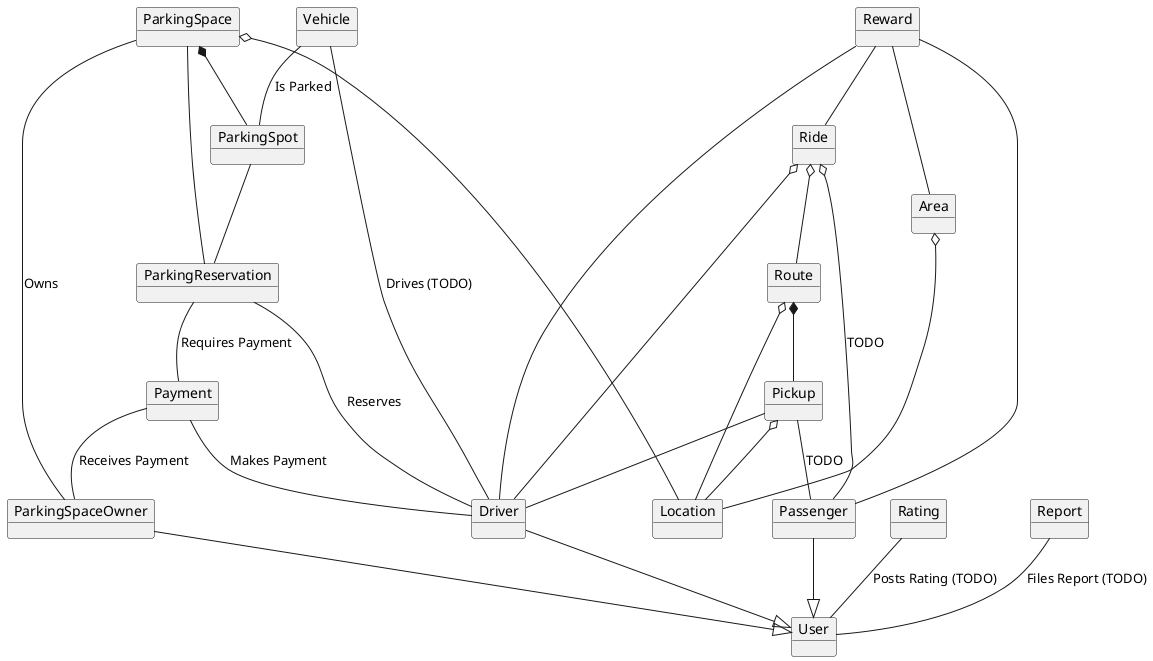 ParkingSpace
Vehicle
Reward
Is Parked
ParkingSpot
Ride
Area
ParkingReservation
Route
Owns
Drives (TODO)
Requires Payment
TODO
Payment
Pickup
Reserves
Receives Payment
Makes Payment
TODO
ParkingSpaceOwner
Driver
Location
Passenger
Rating
Report
Posts Rating (TODO)
Files Report (TODO)
User